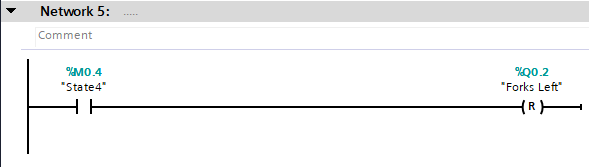 Network 5: .....
Comment
%M0.4 %Q0.2
"State4" "Forks Left"
R